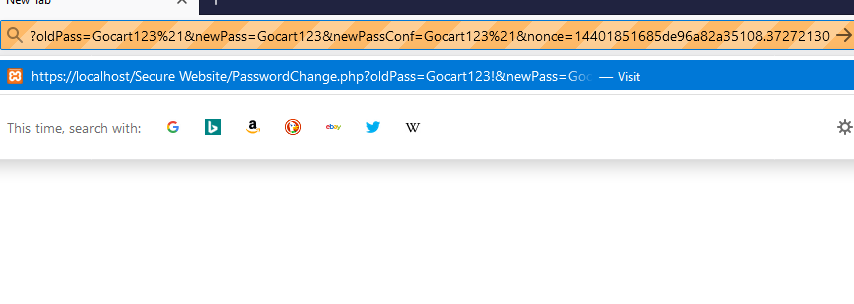 New Tab
?oldPass=Gocart123%21&newPass=Gocart123&newPassConf=Gocart123%21&nonce=14401851685de96a82a35108.37272130
https://localhost/Secure Website/PasswordChange.php?oldPass=Gocart123!&newPass=Goc — Visit
This time, search with: G b a ebay W